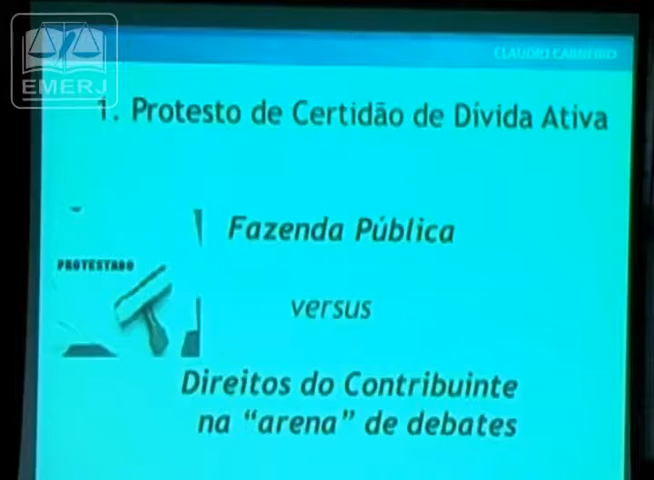 EMERJ
CLAUDIO CARNEIRO
1. Protesto de Certidão de Dívida Ativa
Fazenda Pública
PROTESTADO
versus
Direitos do Contribuinte
na “arena” de debates